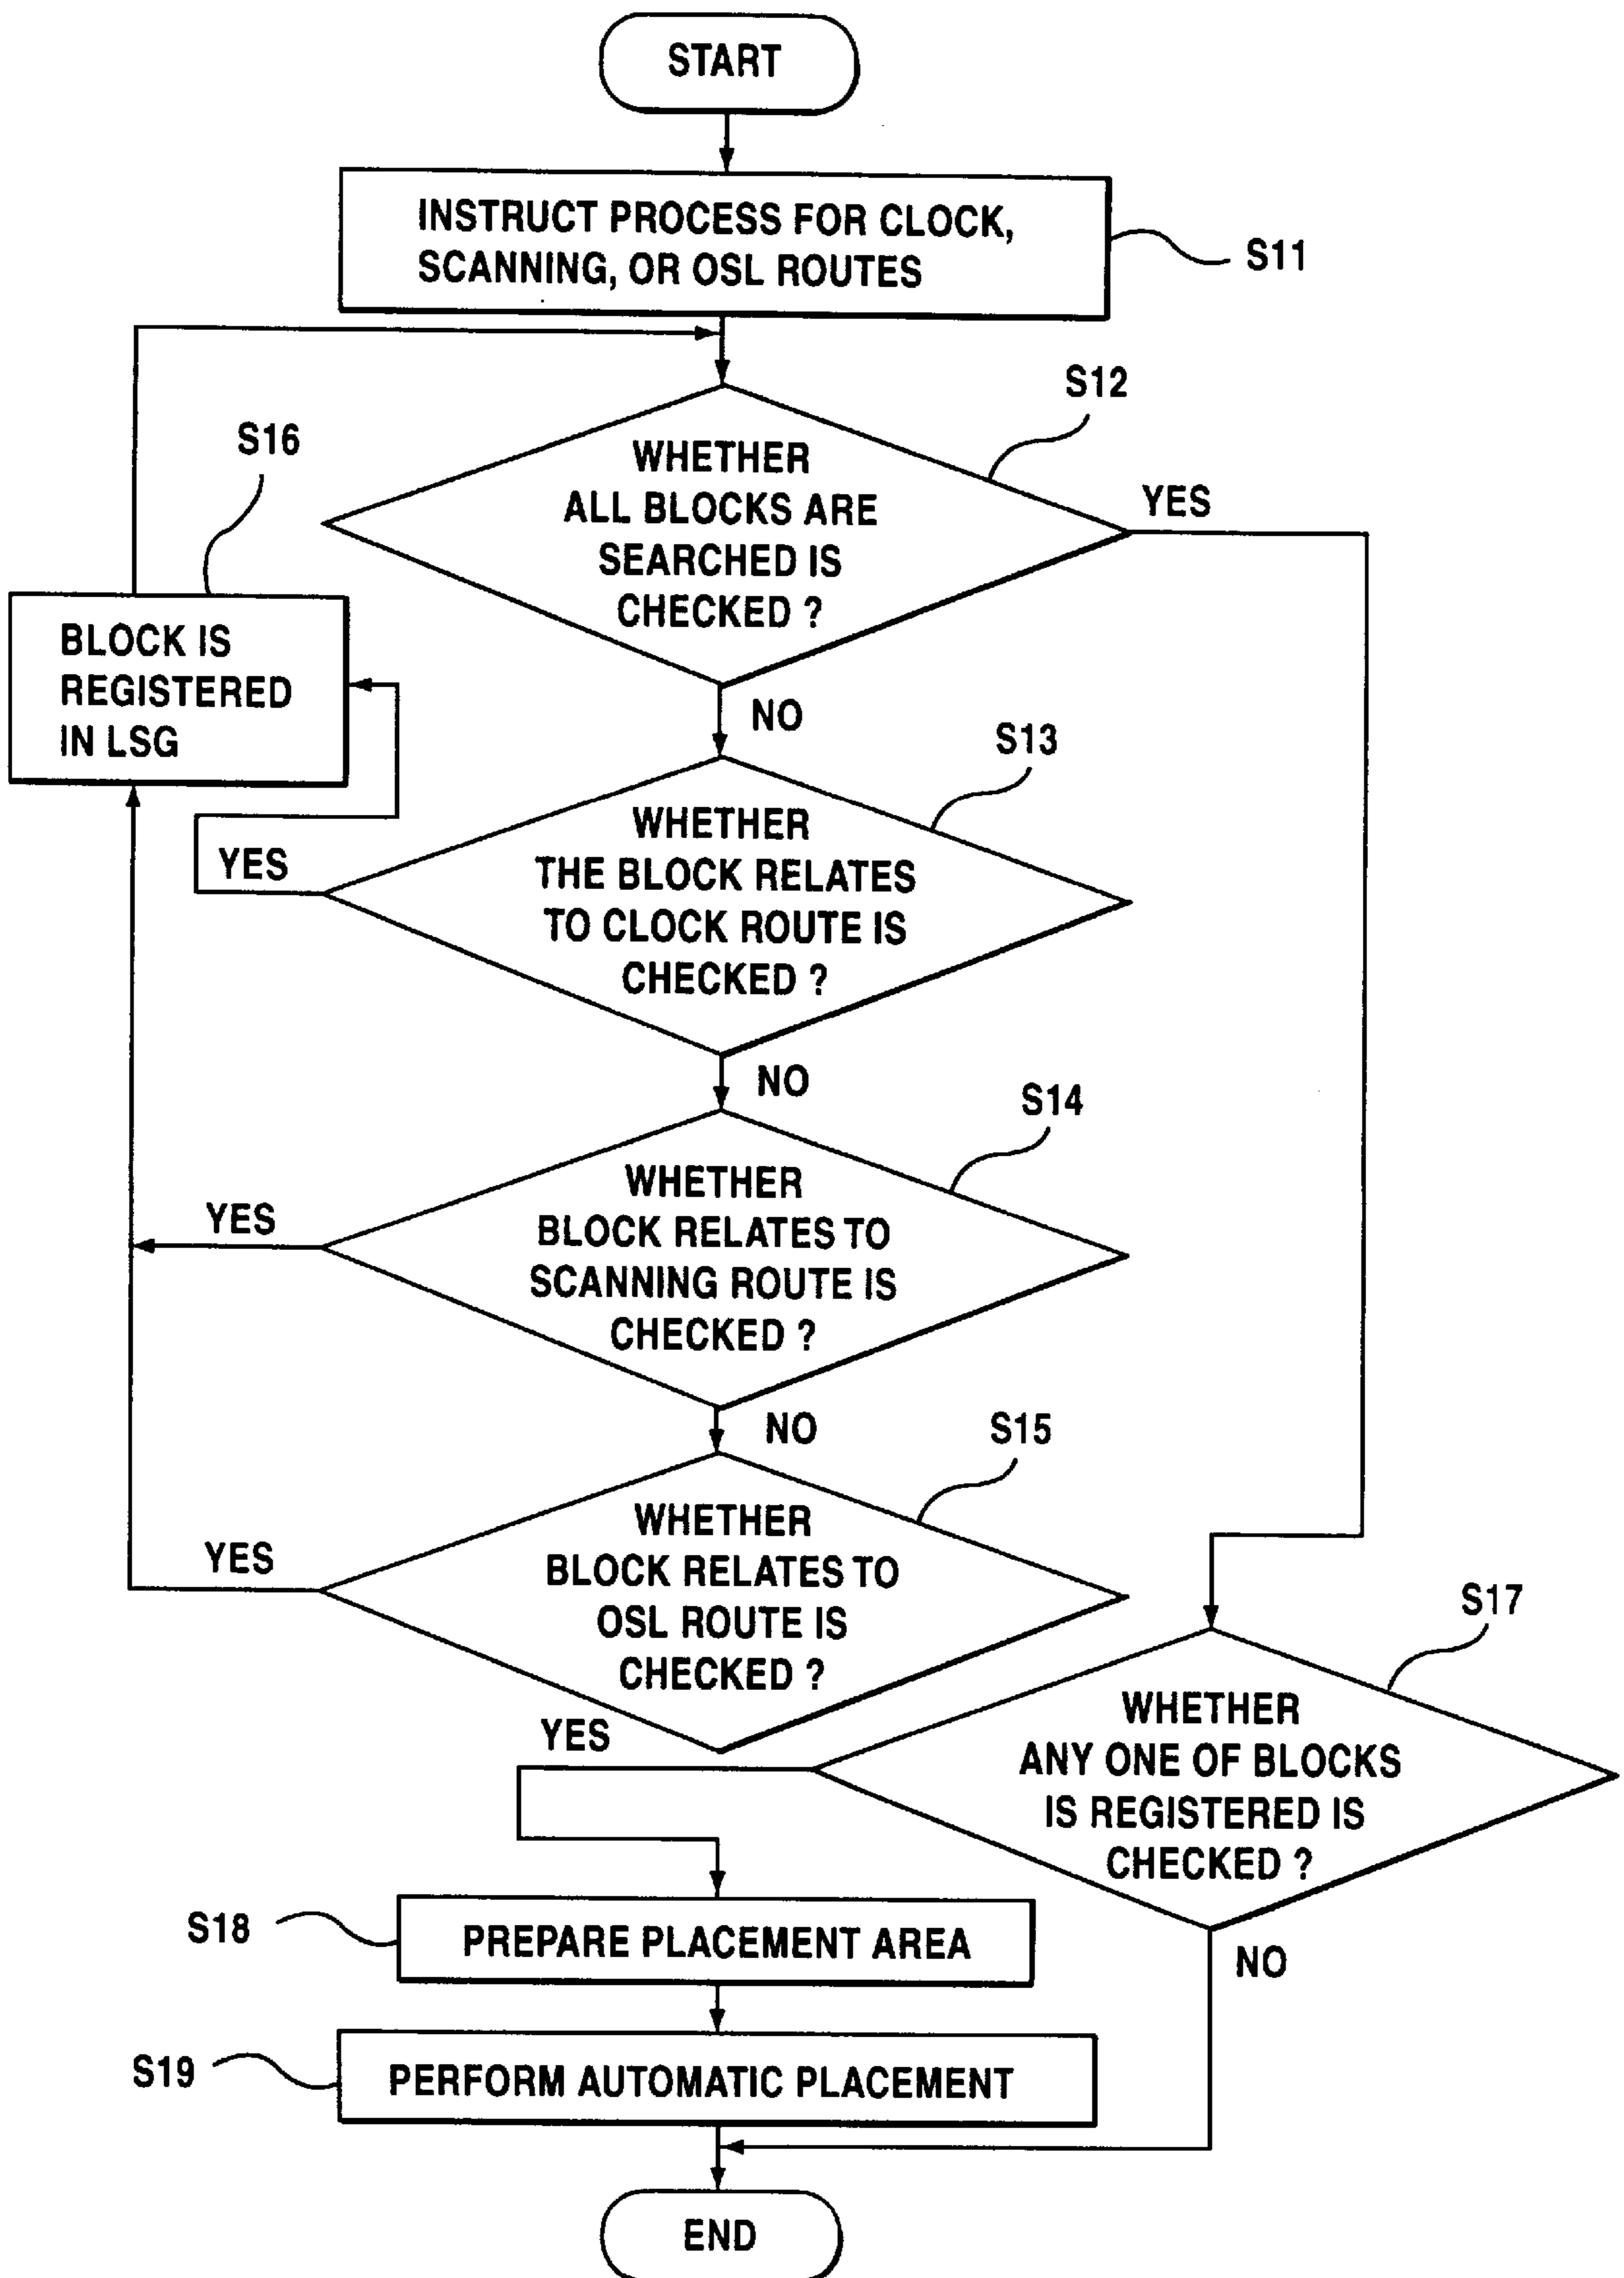 START
INSTRUCT PROCESS FOR CLOCK,
SCANNING, OR OSL ROUTES
S11
S12
WHETHER
ALL BLOCKS ARE
SEARCHED IS
CHECKED ?
YES
S16
BLOCK IS
REGISTERED
IN LSG
NO
S13
WHETHER
THE BLOCK RELATES
TO CLOCK ROUTE IS
CHECKED ?
YES
NO
S14
WHETHER
BLOCK RELATES TO
SCANNING ROUTE IS
CHECKED ?
YES
NO
S15
WHETHER
BLOCK RELATES TO
OSL ROUTE IS
CHECKED ?
YES
S17
WHETHER
ANY ONE OF BLOCKS
IS REGISTERED IS
CHECKED ?
YES
NO
S18
PREPARE PLACEMENT AREA
S19
PERFORM AUTOMATIC PLACEMENT
END